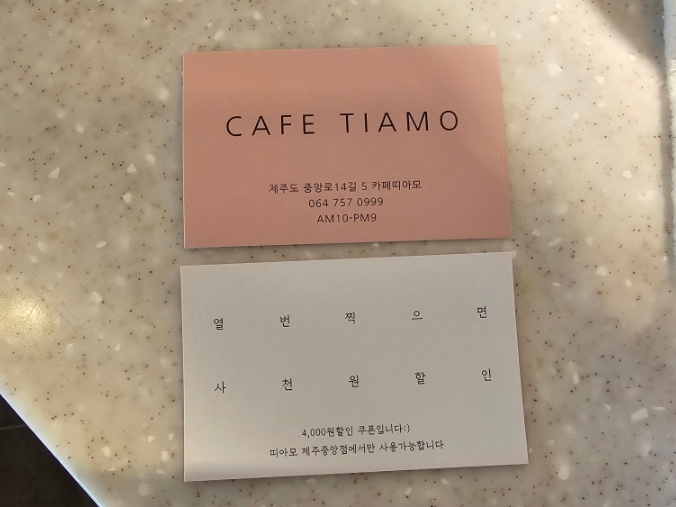 CAFE TIAMO
제주도 중앙로14길 5 카페띠아모
064 757 0999
AM10-PM9
열 번 찍 으 면
사 천 원 할 인
4,000원할인 쿠폰입니다:)
띠아모 제주중앙점에서만 사용가능합니다